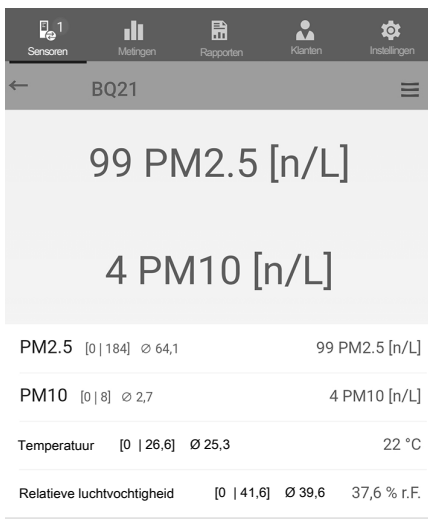 1
Sensoren Metingen Rapporten Klanten Instellingen
← BQ21
99 PM2.5 [n/L]
4 PM10 [n/L]
PM2.5 [0 | 184] ∅ 64,1 99 PM2.5 [n/L]
PM10 [0 | 8] ∅ 2,7 4 PM10 [n/L]
Temperatuur [0 | 26,6] Ø 25,3 22 °C
Relatieve luchtvochtigheid [0 | 41,6] Ø 39,6 37,6 % r.F.